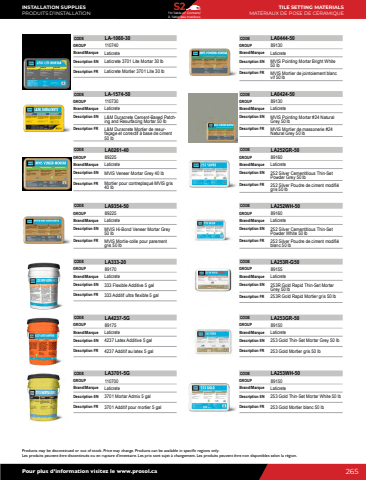 INSTALLATION SUPPLIES
PRODUITS D'INSTALLATION
S2
TILE SETTING MATERIALS
MATÉRIAUX DE POSE DE CÉRAMIQUE
CODE LA-1068-30
GROUP 110740
Brand/Marque Laticrete
Description EN Laticrete 3701 Lite Mortar 30 lb
Description FR Laticrete Mortier 3701 Lite 30 lb
CODE LA-1574-50
GROUP 110730
Brand/Marque Laticrete
Description EN L&M Duracrete Cement-Based Patch-
ing and Resurfacing Mortar 50 lb
Description FR L&M Duracrete Mortier de resur-
façage et correctif à base de ciment
50 lb
CODE LA0261-40
GROUP 89225
Brand/Marque Laticrete
Description EN MVIS Veneer Mortar Grey 40 lb
Description FR Mortier pour contreplaqué MVIS gris
40 lb
CODE LA9354-50
GROUP 89225
Brand/Marque Laticrete
Description EN MVIS Hi-Bond Veneer Mortar Grey
50 lb
Description FR MVIS Mortier-colle pour parement
gris 50 lb
CODE LA333-20
GROUP 89170
Brand/Marque Laticrete
Description EN 333 Flexible Additive 5 gal
Description FR 333 Additif ultra flexible 5 gal
CODE LA4237-5G
GROUP 89175
Brand/Marque Laticrete
Description EN 4237 Latex Additive 5 gal
Description FR 4237 Additif au latex 5 gal
CODE LA3701-5G
GROUP 110700
Brand/Marque Laticrete
Description EN 3701 Mortar Admix 5 gal
Description FR 3701 Additif pour mortier 5 gal
CODE LA0444-50
GROUP 89130
Brand/Marque Laticrete
Description EN MVIS Pointing Mortar Bright White
50 lb
Description FR MVIS Mortier de jointoiement blanc
vif 50 lb
CODE LA0424-50
GROUP 89130
Brand/Marque Laticrete
Description EN MVIS Pointing Mortar #24 Natural
Grey 50 lb
Description FR MVIS Mortier de massonerie #24
Natural Grey 50 lb
CODE LA252GR-50
GROUP 89160
Brand/Marque Laticrete
Description EN 252 Silver Cementitious Thin-Set
Powder Grey 50 lb
Description FR 252 Silver Poudre de ciment modifié
gris 50 lb
CODE LA252WH-50
GROUP 89160
Brand/Marque Laticrete
Description EN 252 Silver Cementitious Thin-Set
Powder White 50 lb
Description FR 252 Silver Poudre de ciment modifié
blanc 50 lb
CODE LA253R-G50
GROUP 89155
Brand/Marque Laticrete
Description EN 253R Gold Rapid Thin-Set Mortar
Grey 50 lb
Description FR 253R Gold Rapid Mortier gris 50 lb
CODE LA253GR-50
GROUP 89150
Brand/Marque Laticrete
Description EN 253 Gold Thin-Set Mortar Grey 50 lb
Description FR 253 Gold Mortier gris 50 lb
CODE LA253WH-50
GROUP 89150
Brand/Marque Laticrete
Description EN 253 Gold Thin-Set Mortar White 50 lb
Description FR 253 Gold Mortier blanc 50 lb
Products may be discontinued or out of stock. Price may change. Products can be available in specific regions only.
Les produits peuvent être discontinués ou en rupture d'inventaire. Les prix sont sujet à changement. Les produits peuvent être non disponibles selon la région.
Pour plus d'information visitez le www.prosol.ca
265